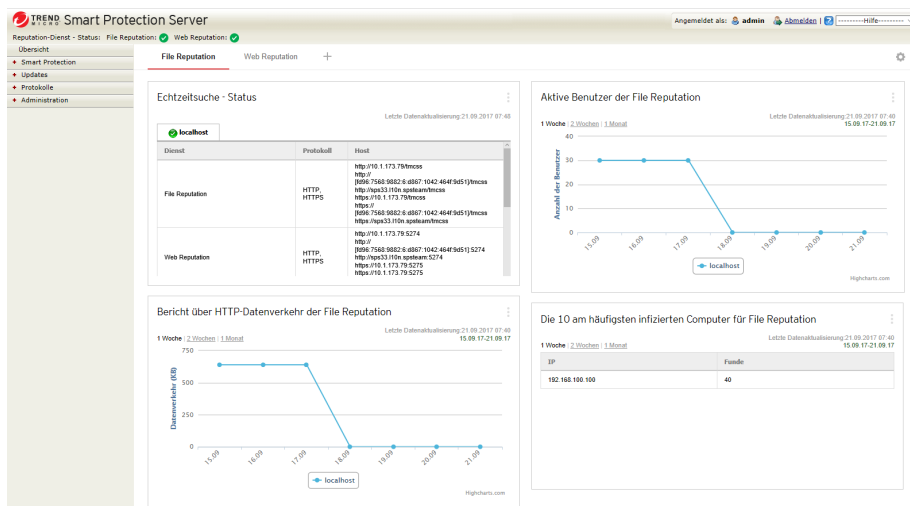 TREND MICRO Smart Protection Server
Angemeldet als: admin Abmelden | ---------Hilfe---------
Reputation-Dienst - Status: File Reputation: Web Reputation:
Übersicht
+ Smart Protection
+ Updates
+ Protokolle
+ Administration
File Reputation Web Reputation +
Echtzeitsuche - Status
Letzte Datenaktualisierung:21.09.2017 07:48
localhost
Dienst Protokoll Host
File Reputation
HTTP,
HTTPS
http://10.1.173.79/tmcss
http://
[fd96:7568:9882:6:d867:1042:464f:9d51]/tmcss
http://sps33.l10n.spsteam/tmcss
https://10.1.173.79/tmcss
https://
[fd96:7568:9882:6:d867:1042:464f:9d51]/tmcss
https://sps33.l10n.spsteam/tmcss
Web Reputation
HTTP,
HTTPS
http://10.1.173.79:5274
http://
[fd96:7568:9882:6:d867:1042:464f:9d51]:5274
http://sps33.l10n.spsteam:5274
https://10.1.173.79:5275
https://10.1.173.79:5275
Aktive Benutzer der File Reputation
Letzte Datenaktualisierung:21.09.2017 07:40
1 Woche | 2 Wochen | 1 Monat 15.09.17-21.09.17
Anzahl der Benutzer
40
30
20
10
0
15.09 16.09 17.09 18.09 19.09 20.09 21.09
localhost
Highcharts.com
Bericht über HTTP-Datenverkehr der File Reputation
Letzte Datenaktualisierung:21.09.2017 07:40
1 Woche | 2 Wochen | 1 Monat 15.09.17-21.09.17
Datenverkehr (KB)
750
500
250
0
15.09 16.09 17.09 18.09 19.09 20.09 21.09
localhost
Highcharts.com
Die 10 am häufigsten infizierten Computer für File Reputation
Letzte Datenaktualisierung:21.09.2017 07:40
1 Woche | 2 Wochen | 1 Monat 15.09.17-21.09.17
IP Funde
192.168.100.100 40